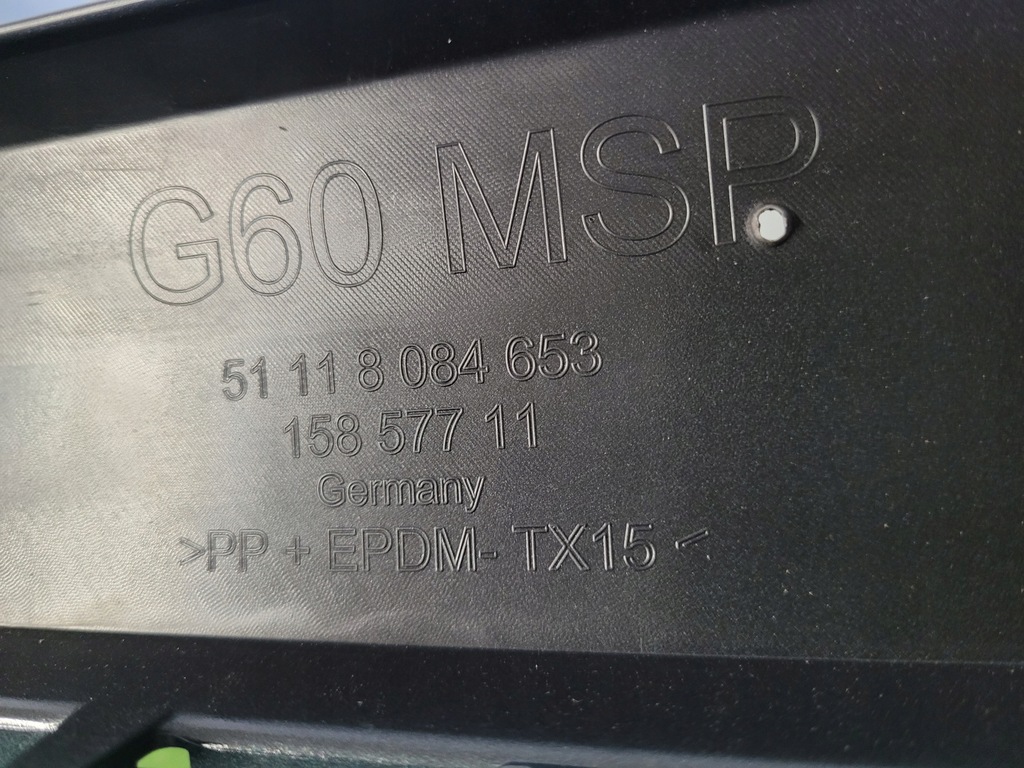 G60 MSP
51 11 8 084 653
158 577 11
Germany
>PP + EPDM- TX15 <